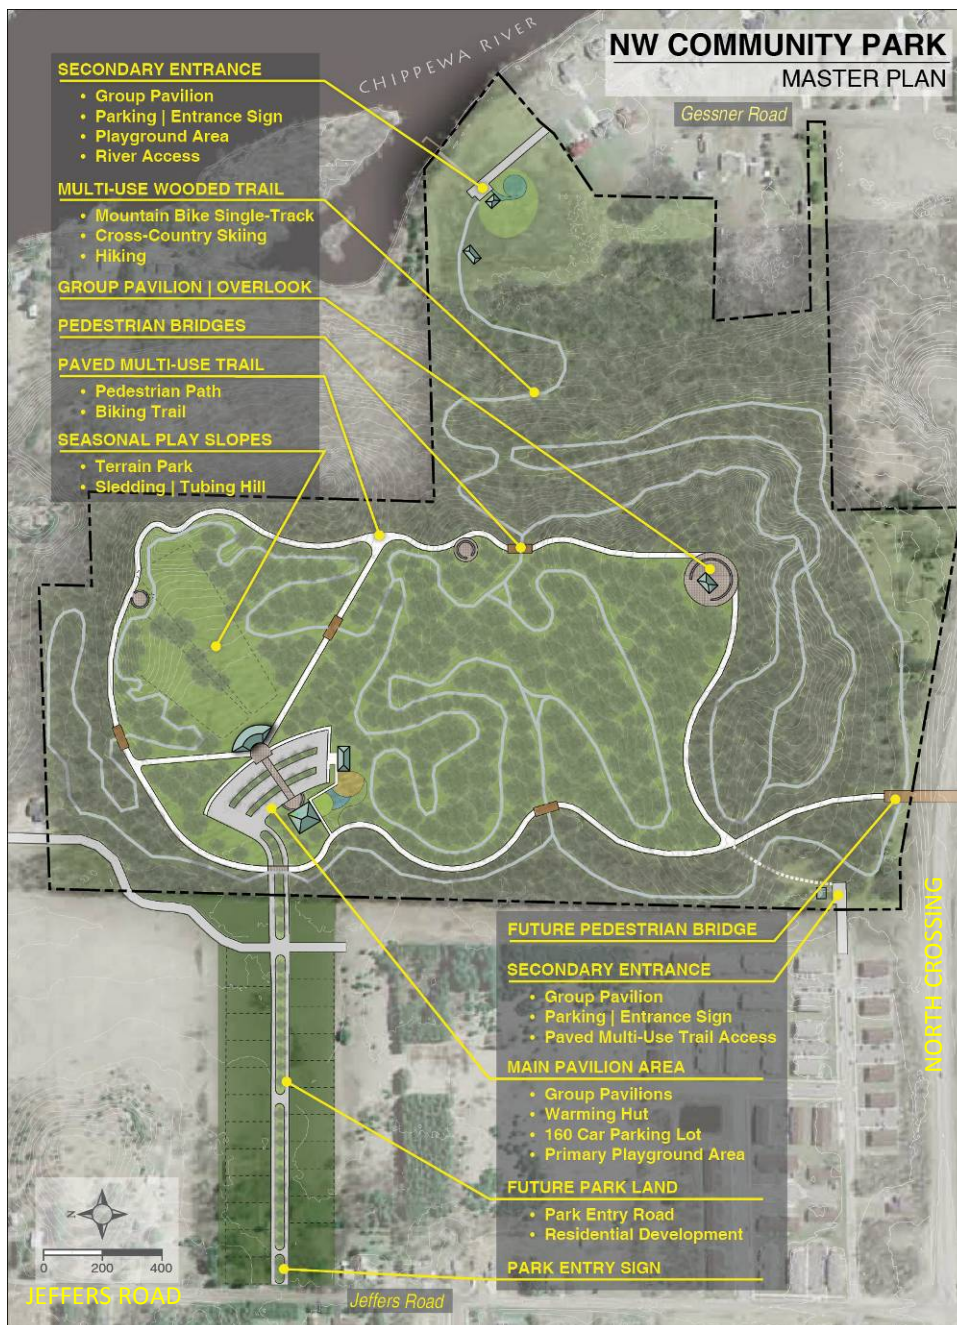 NW COMMUNITY PARK
MASTER PLAN
CHIPPEWA RIVER
Gessner Road
SECONDARY ENTRANCE
• Group Pavilion
• Parking | Entrance Sign
• Playground Area
• River Access
MULTI-USE WOODED TRAIL
• Mountain Bike Single-Track
• Cross-Country Skiing
• Hiking
GROUP PAVILION | OVERLOOK
PEDESTRIAN BRIDGES
PAVED MULTI-USE TRAIL
• Pedestrian Path
• Biking Trail
SEASONAL PLAY SLOPES
• Terrain Park
• Sledding | Tubing Hill
FUTURE PEDESTRIAN BRIDGE
SECONDARY ENTRANCE
• Group Pavilion
• Parking | Entrance Sign
• Paved Multi-Use Trail Access
MAIN PAVILION AREA
• Group Pavilions
• Warming Hut
• 160 Car Parking Lot
• Primary Playground Area
FUTURE PARK LAND
• Park Entry Road
• Residential Development
PARK ENTRY SIGN
NORTH CROSSING
N
0 200 400
JEFFERS ROAD
Jeffers Road